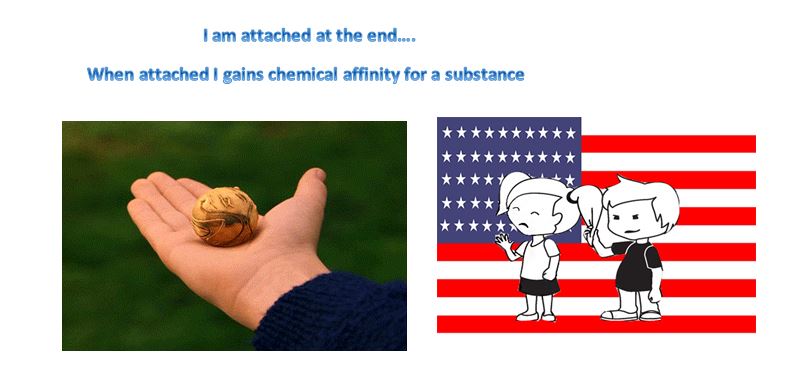 I am attached at the end....
When attached I gains chemical affinity for a substance